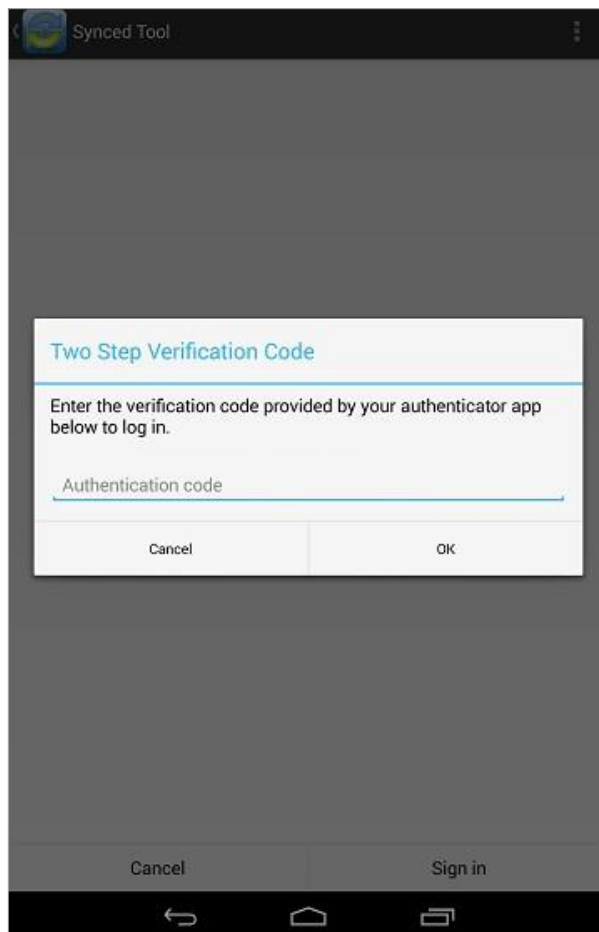 Synced Tool
Two Step Verification Code
Enter the verification code provided by your authenticator app
below to log in.
Authentication code
Cancel
OK
Cancel
Sign in